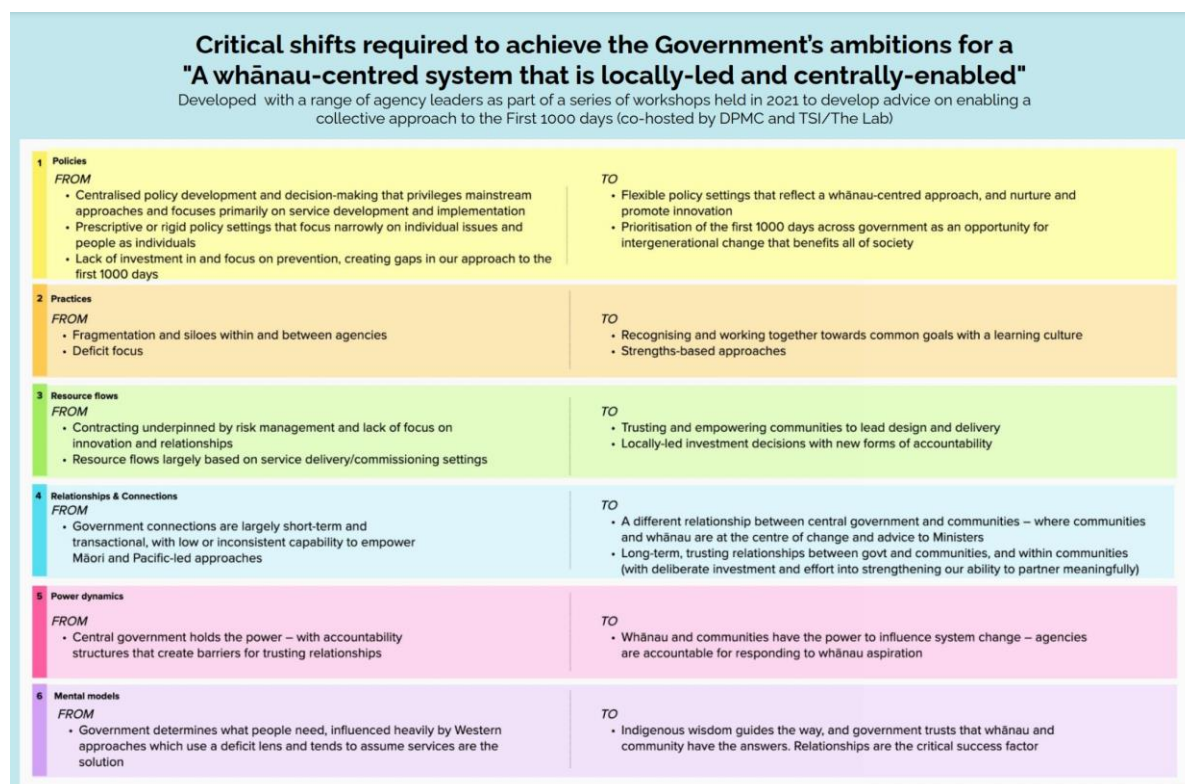 Critical shifts required to achieve the Government's ambitions for a
"A whānau-centred system that is locally-led and centrally-enabled"
Developed with a range of agency leaders as part of a series of workshops held in 2021 to develop advice on enabling a
collective approach to the First 1000 days (co-hosted by DPMC and TSI/The Lab)
1 Policies
FROM
• Centralised policy development and decision-making that privileges mainstream
approaches and focuses primarily on service development and implementation
• Prescriptive or rigid policy settings that focus narrowly on individual issues and
people as individuals
• Lack of investment in and focus on prevention, creating gaps in our approach to the
first 1000 days
TO
• Flexible policy settings that reflect a whānau-centred approach, and nurture and
promote innovation
• Prioritisation of the first 1000 days across government as an opportunity for
intergenerational change that benefits all of society
2 Practices
FROM
• Fragmentation and siloes within and between agencies
• Deficit focus
TO
• Recognising and working together towards common goals with a learning culture
• Strengths-based approaches
3 Resource flows
FROM
• Contracting underpinned by risk management and lack of focus on
innovation and relationships
• Resource flows largely based on service delivery/commissioning settings
TO
• Trusting and empowering communities to lead design and delivery
• Locally-led investment decisions with new forms of accountability
4 Relationships & Connections
FROM
• Government connections are largely short-term and
transactional, with low or inconsistent capability to empower
Māori and Pacific-led approaches
TO
• A different relationship between central government and communities – where communities
and whānau are at the centre of change and advice to Ministers
• Long-term, trusting relationships between govt and communities, and within communities
(with deliberate investment and effort into strengthening our ability to partner meaningfully)
5 Power dynamics
FROM
• Central government holds the power – with accountability
structures that create barriers for trusting relationships
TO
• Whānau and communities have the power to influence system change – agencies
are accountable for responding to whānau aspiration
6 Mental models
FROM
• Government determines what people need, influenced heavily by Western
approaches which use a deficit lens and tends to assume services are the
solution
TO
• Indigenous wisdom guides the way, and government trusts that whānau and
community have the answers. Relationships are the critical success factor